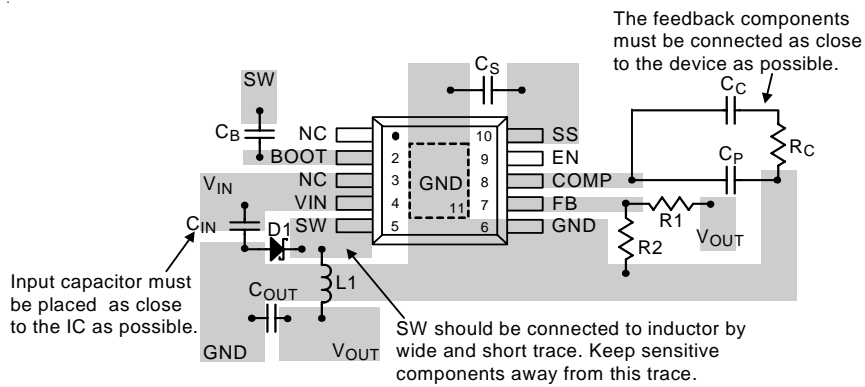 The feedback components
must be connected as close
to the device as possible.
SW
CS
CC
CB
NC
10
SS
RC
BOOT
2
9
EN
CP
VIN
NC
3
GND
8
COMP
VIN
4
11
7
FB
R1
CIN
D1
SW
5
6
GND
R2
VOUT
Input capacitor must
be placed as close
to the IC as possible.
L1
COUT
GND
VOUT
SW should be connected to inductor by
wide and short trace. Keep sensitive
components away from this trace.